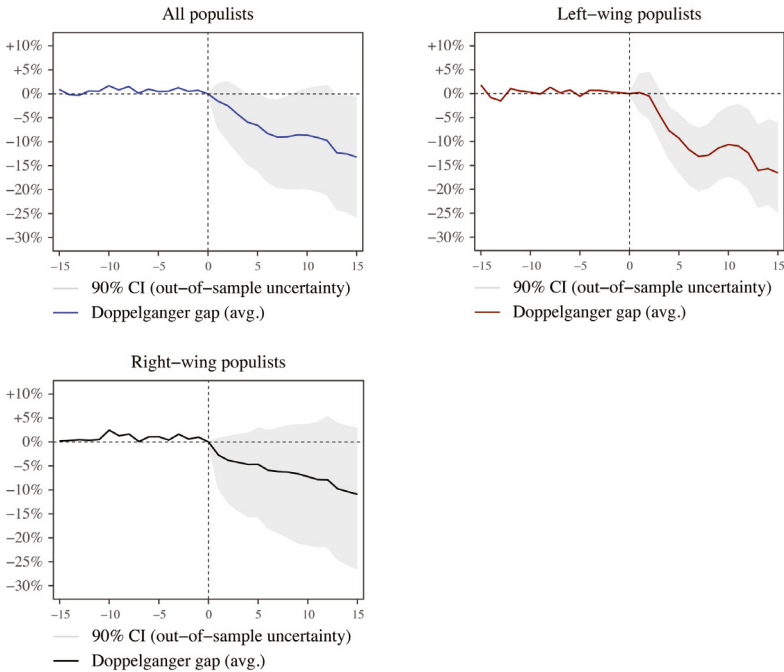 All populists
+10%
+5%
0%
-5%
-10%
-15%
-20%
-25%
-30%
-15 -10 -5 0 5 10 15
90% CI (out-of-sample uncertainty)
Doppelganger gap (avg.)
Left-wing populists
+10%
+5%
0%
-5%
-10%
-15%
-20%
-25%
-30%
-15 -10 -5 0 5 10 15
90% CI (out-of-sample uncertainty)
Doppelganger gap (avg.)
Right-wing populists
+10%
+5%
0%
-5%
-10%
-15%
-20%
-25%
-30%
-15 -10 -5 0 5 10 15
90% CI (out-of-sample uncertainty)
Doppelganger gap (avg.)